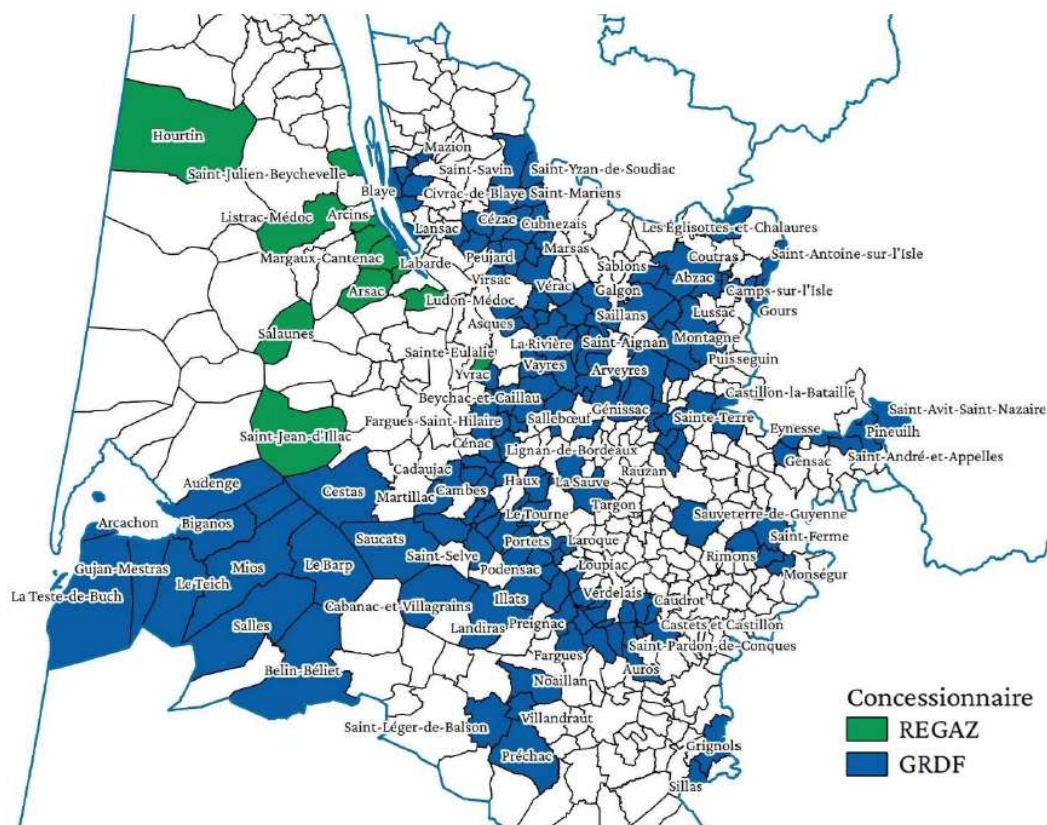 Hourtin
Mazion
Saint-Julien-Beychevelle
Saint-Savin
Saint-Yzan-de-Soudiac
Blaye
Civrac-de-Blaye
Saint-Mariens
Listrac-Médoc
Arcins
Lansac
Cézac
Cubnezais
Les Églisottes-et-Chalaures
Margaux-Cantenac
Labarde
Peujard
Marsas
Coutras
Saint-Antoine-sur-l'Isle
Sablons
Abzac
Virsac
Vérac
Galgon
Camps-sur-l'Isle
Arsac
Ludon-Médoc
Lussac
Gours
Saillans
Asques
Salaunes
La Rivière
Saint-Aignan
Montagne
Sainte-Eulalie
Puisseguin
Yvrac
Vayres
Arveyres
Beychac-et-Caillau
Castillon-la-Bataille
Génissac
Saint-Avit-Saint-Nazaire
Fargues-Saint-Hilaire
Sallebœuf
Sainte-Terre
Eynesse
Pineuilh
Saint-Jean-d'Illac
Cénac
Lignan-de-Bordeaux
Gensac
Saint-André-et-Appelles
Cadaujac
Rauzan
Audenge
Cestas
Martillac
Cambes
Haux
La Sauve
Arcachon
Biganos
Le Tourne
Targon
Sauveterre-de-Guyenne
Saucats
Portets
Laroque
Saint-Ferme
Gujan-Mestras
Le Teich
Mios
Le Barp
Saint-Selve
Podensac
Loupiac
Rimons
Monségur
La Teste-de-Buch
Cabanac-et-Villagrains
Illats
Verdelais
Caudrot
Salles
Landiras
Preignac
Castets et Castillon
Saint-Pardon-de-Conques
Belin-Béliet
Fargues
Auros
Noaillan
Saint-Léger-de-Balson
Villandraut
Préchac
Grignols
Sillas
Concessionnaire
REGAZ
GRDF